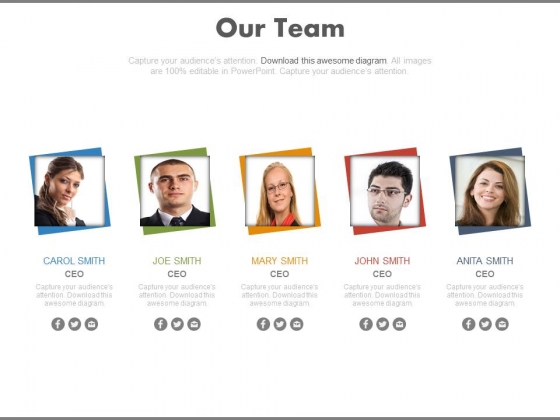 Our Team
Capture your audience's attention. Download this awesome diagram. All images
are 100% editable in PowerPoint. Capture your audience's attention.
CAROL SMITH
CEO
Capture your audience's
attention. Download this
awesome diagram.
JOE SMITH
CEO
Capture your audience's
attention. Download this
awesome diagram.
MARY SMITH
CEO
Capture your audience's
attention. Download this
awesome diagram.
JOHN SMITH
CEO
Capture your audience's
attention. Download this
awesome diagram.
ANITA SMITH
CEO
Capture your audience's
attention. Download this
awesome diagram.